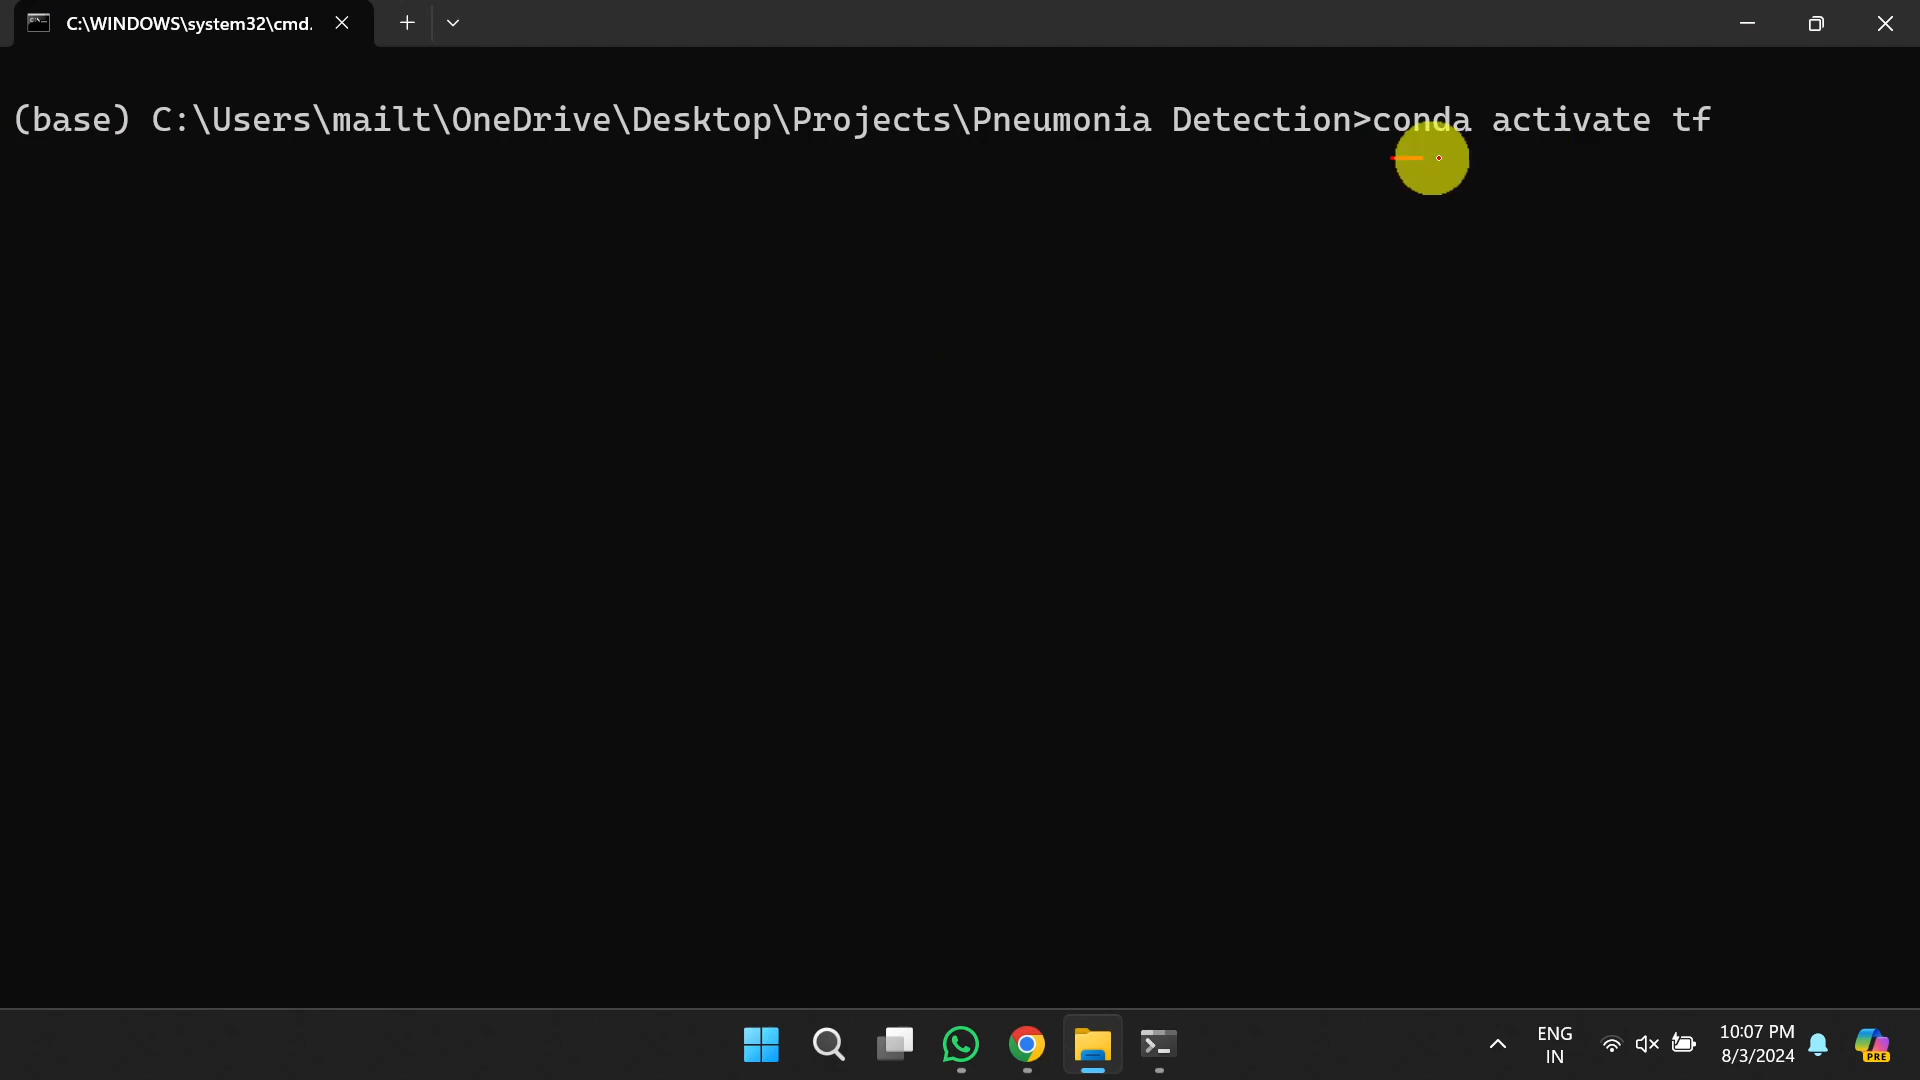 C:\WINDOWS\system32\cmd.
(base) C:\Users\mailt\OneDrive\Desktop\Projects\Pneumonia Detection>conda activate tf
ENG
IN
10:07 PM
8/3/2024
PRE